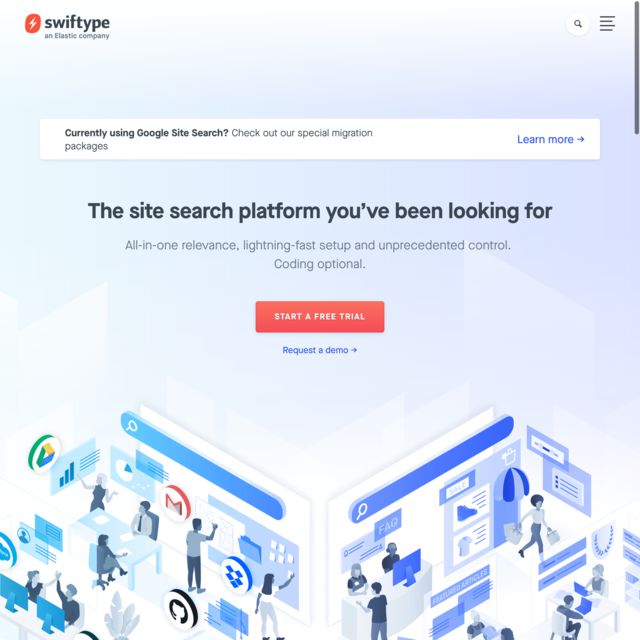 swiftype
an Elastic company
Currently using Google Site Search? Check out our special migration
packages
Learn more →
The site search platform you've been looking for
All-in-one relevance, lightning-fast setup and unprecedented control.
Coding optional.
START A FREE TRIAL
Request a demo →
SALE
FAQ
FEATURED ARTICLES